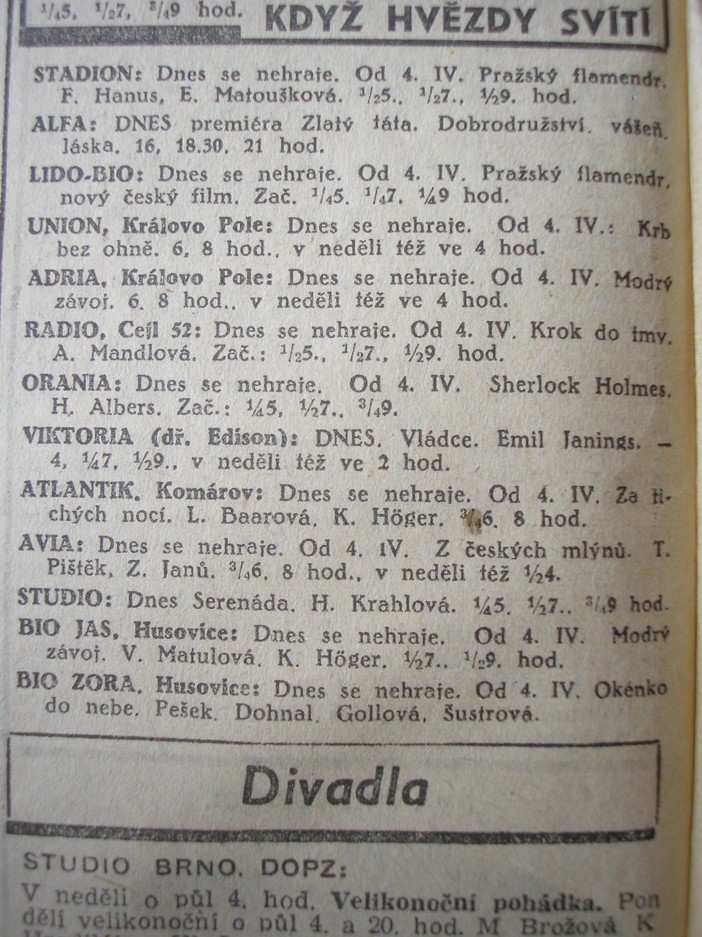 ¼5, ½7, ¾9 hod.
KDYŽ HVĚZDY SVÍTÍ
STADION: Dnes se nehraje. Od 4. IV. Pražský flamendr.
F. Hanus, E. Matoušková. ½5., ½7., ½9. hod.
ALFA: DNES premiéra Zlatý táta. Dobrodružství, vášeň,
láska. 16, 18.30, 21 hod.
LIDO-BIO: Dnes se nehraje. Od 4. IV. Pražský flamendr,
nový český film. Zač. ¼5, ¼7, ¼9 hod.
UNION, Královo Pole: Dnes se nehraje. Od 4. IV.: Krb
bez ohně. 6, 8 hod., v neděli též ve 4 hod.
ADRIA, Královo Pole: Dnes se nehraje. Od 4. IV. Modrý
závoj. 6, 8 hod., v neděli též ve 4 hod.
RADIO, Cejl 52: Dnes se nehraje. Od 4. IV. Krok do tmy.
A. Mandlová. Zač.: ½5., ½7., ½9. hod.
ORANIA: Dnes se nehraje. Od 4. IV. Sherlock Holmes.
H. Albers. Zač.: ¼5, ½7., ¾9.
VIKTORIA (dř. Edison): DNES. Vládce. Emil Janings. —
4, ¼7, ½9., v neděli též ve 2 hod.
ATLANTIK, Komárov: Dnes se nehraje. Od 4. IV. Za ti-
chých nocí. L. Baarová, K. Höger. ¾6, 8 hod.
AVIA: Dnes se nehraje. Od 4. IV. Z českých mlýnů. T.
Pištěk, Z. Janů. ¾6, 8 hod., v neděli též ½4.
STUDIO: Dnes Serenáda. H. Krahlová. ¼5, ½7., ¾9 hod.
BIO JAS, Husovice: Dnes se nehraje. Od 4. IV. Modrý
závoj. V. Matulová, K. Höger. ½7., ½9. hod.
BIO ZORA, Husovice: Dnes se nehraje. Od 4. IV. Okénko
do nebe. Pešek, Dohnal, Gollová, Šustrová.
Divadla
STUDIO BRNO, DOPZ:
V neděli o půl 4. hod. Velikonoční pohádka. Pon
dělí velikonoční o půl 4. a 20. hod. M Brožová K